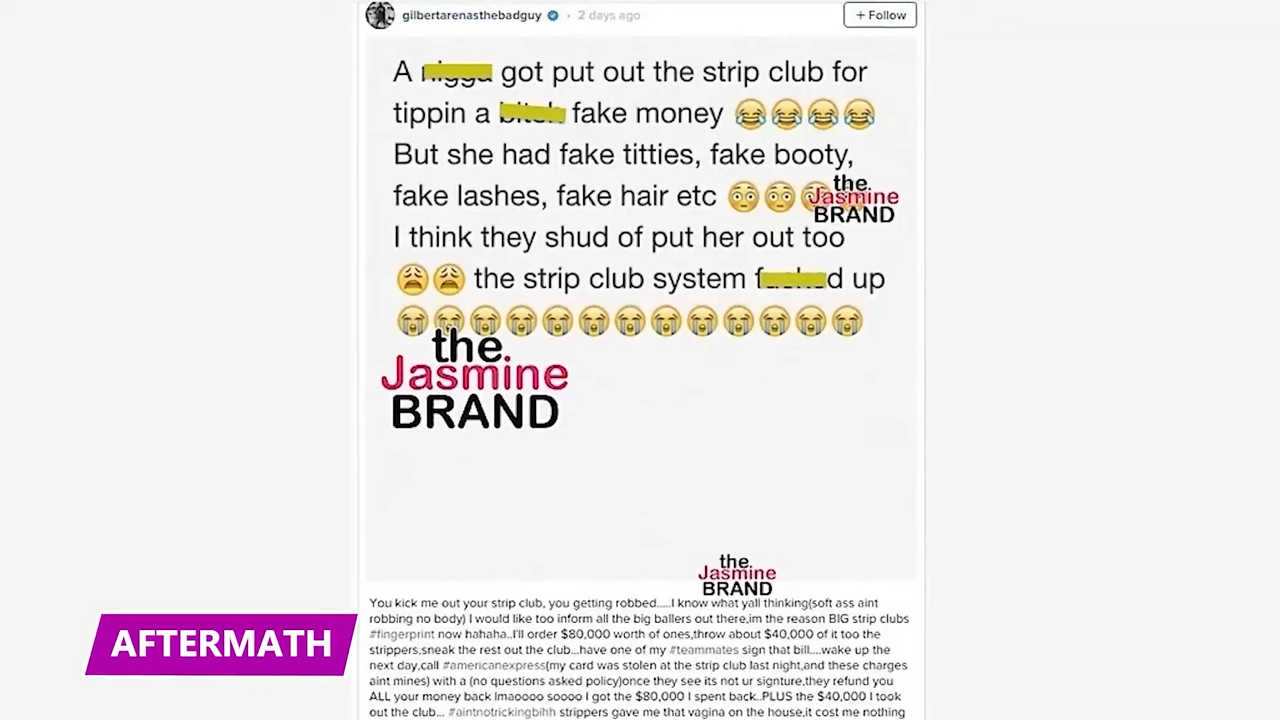 gilbertarenasthebadguy • 2 days ago
+ Follow
A got put out the strip club for
tippin a fake money 😂😂😂😂
But she had fake titties, fake booty,
fake lashes, fake hair etc 😳😳😳
the
Jasmine
BRAND
I think they shud of put her out too
😩😩 the strip club system up
😭😭😭😭😭😭😭😭😭😭😭😭😭
the
Jasmine
BRAND
the
Jasmine
BRAND
You kick me out your strip club, you getting robbed.....I know what yall thinking(soft ass aint
robbing no body) I would like too inform all the big ballers out there,im the reason BIG strip clubs
#fingerprint now hahaha..I'll order $80,000 worth of ones,throw about $40,000 of it too the
strippers,sneak the rest out the club...have one of my #teammates sign that bill....wake up the
next day,call #americanexpress(my card was stolen at the strip club last night,and these charges
aint mines) with a (no questions asked policy)once they see its not ur signture,they refund you
ALL your money back lmaoooo soooo I got the $80,000 I spent back..PLUS the $40,000 I took
out the club... #aintnotrickingbihh strippers gave me that vagina on the house,it cost me nothing
AFTERMATH